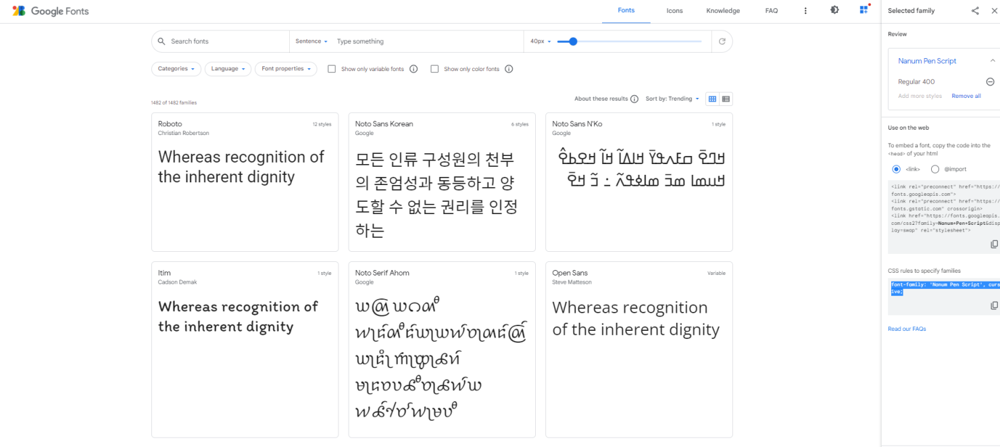 Google Fonts
Fonts
Icons
Knowledge
FAQ
Search fonts
Sentence
Type something
40px
Categories
Language
Font properties
Show only variable fonts
Show only color fonts
1482 of 1482 families
About these results
Sort by: Trending
Roboto
12 styles
Christian Robertson
Whereas recognition of
the inherent dignity
Noto Sans Korean
6 styles
Google
모든 인류 구성원의 천부
의 존엄성과 동등하고 양
도할 수 없는 권리를 인정
하는
Noto Sans N'Ko
1 style
Google
Itim
1 style
Cadson Demak
Whereas recognition of
the inherent dignity
Noto Serif Ahom
1 style
Google
Open Sans
Variable
Steve Matteson
Whereas recognition
of the inherent dignity
Selected family
Review
Nanum Pen Script
Regular 400
Add more styles
Remove all
Use on the web
To embed a font, copy the code into the
<head> of your html
<link>
@import
<link rel="preconnect" href="https://
fonts.googleapis.com">
<link rel="preconnect" href="https://
fonts.gstatic.com" crossorigin>
<link href="https://fonts.googleapis.
com/css2?family=Nanum+Pen+Script&disp
lay=swap" rel="stylesheet">
CSS rules to specify families
font-family: 'Nanum Pen Script', curs
ive;
Read our FAQs